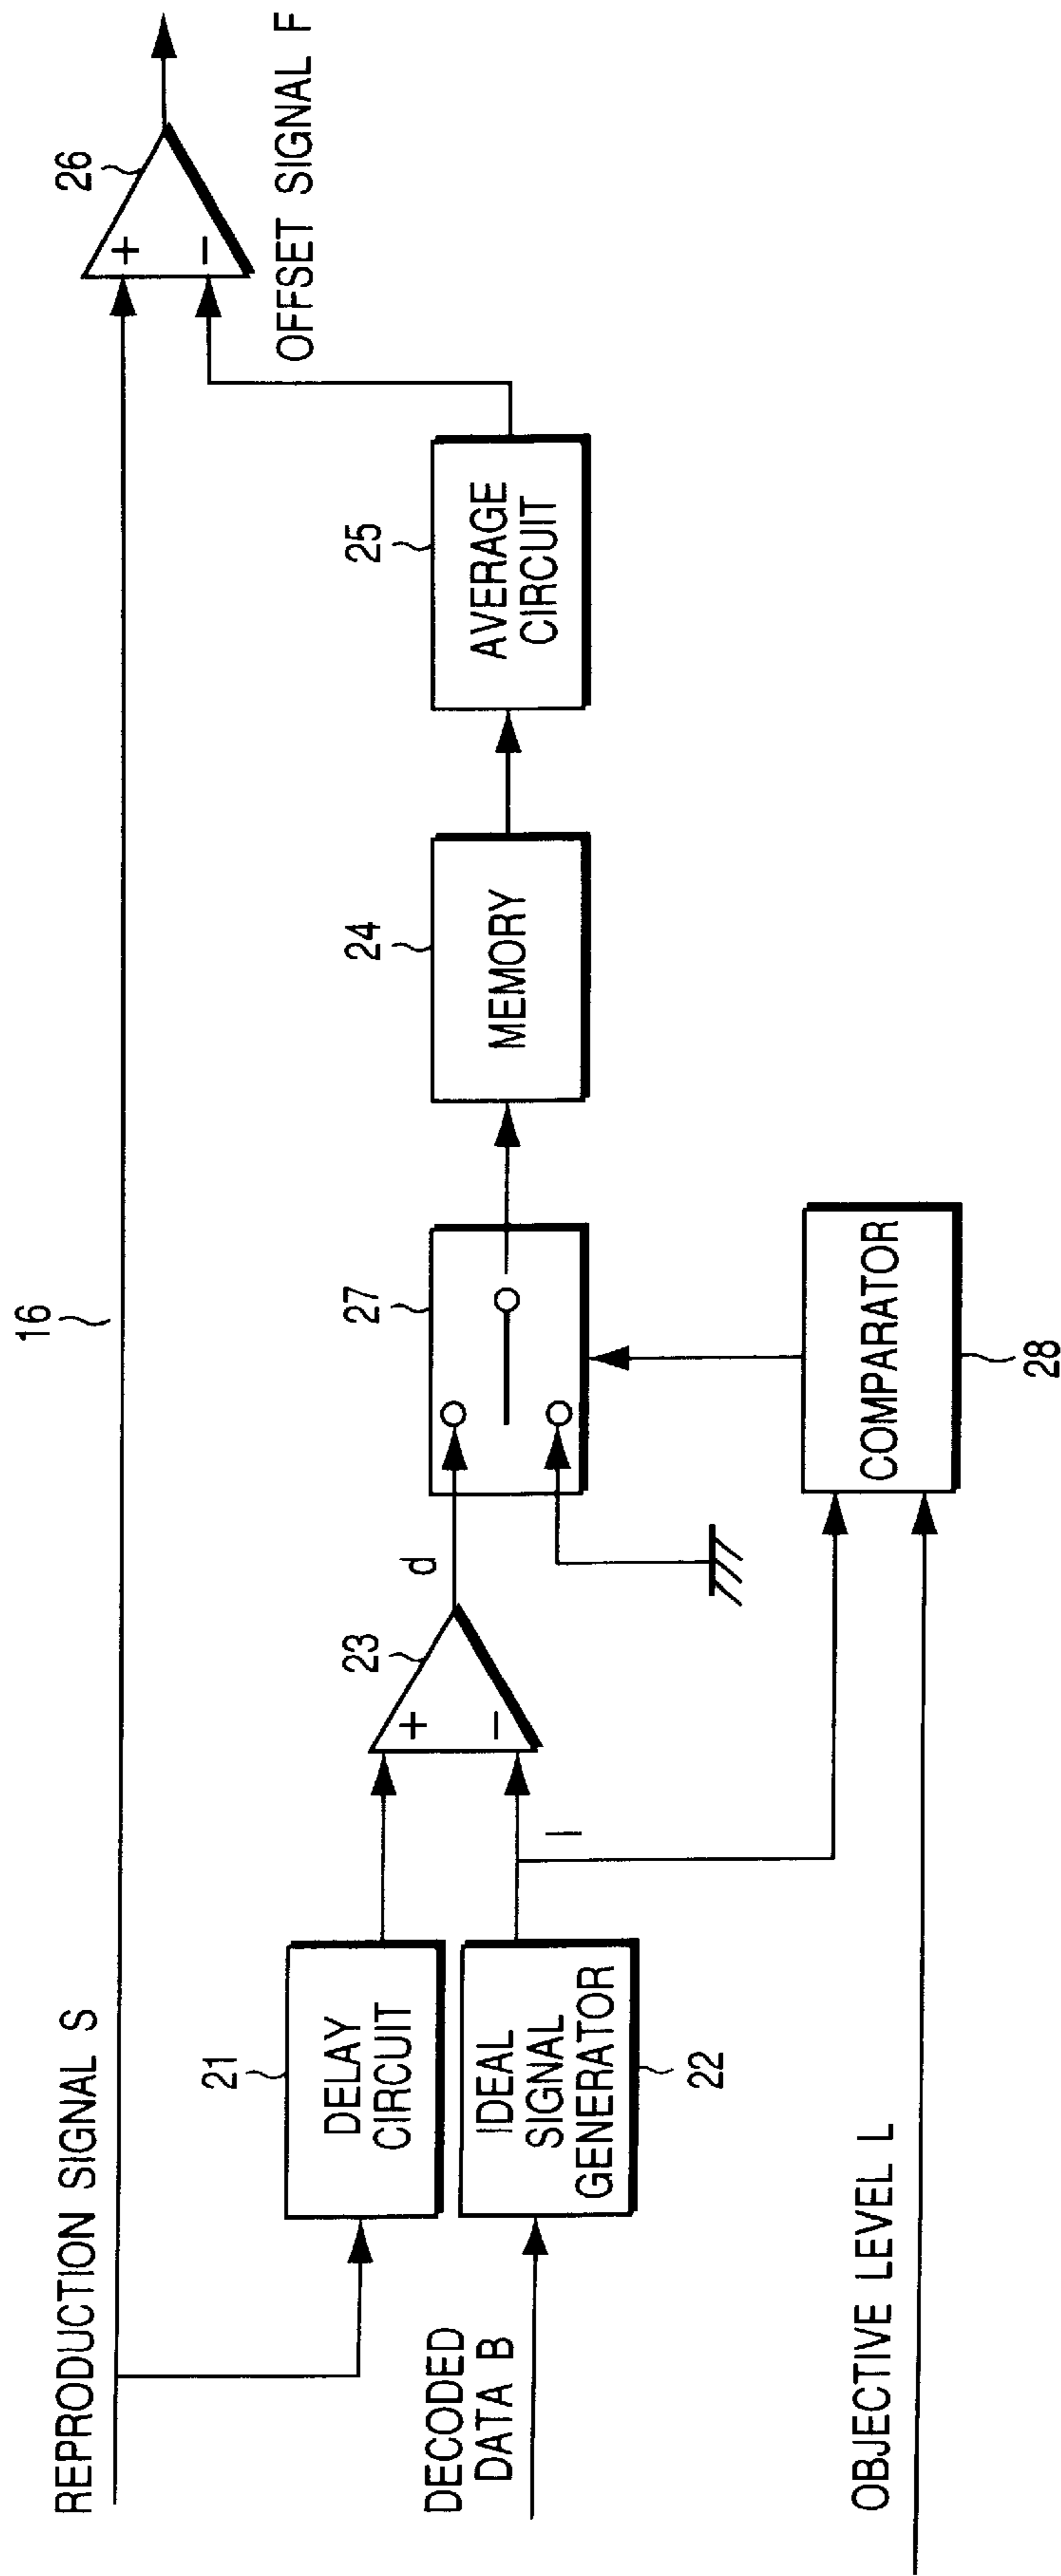 REPRODUCTION SIGNAL S
16
26
+
−
OFFSET SIGNAL F
21
DELAY
CIRCUIT
23
+
−
d
27
24
MEMORY
25
AVERAGE
CIRCUIT
DECODED
DATA B
IDEAL
SIGNAL
GENERATOR
22
I
COMPARATOR
28
OBJECTIVE LEVEL L